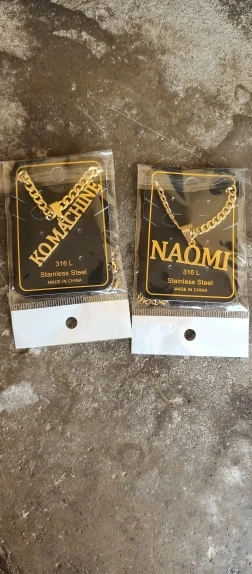 KOMACHINE
316 L
Stainless Steel
MADE IN CHINA
NAOMI
316 L
Stainless Steel
MADE IN CHINA